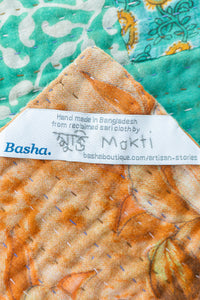 Hand made in Bangladesh
from reclaimed sari cloth by
মুক্তি Mukti
Basha.
bashaboutique.com/artisan-stories